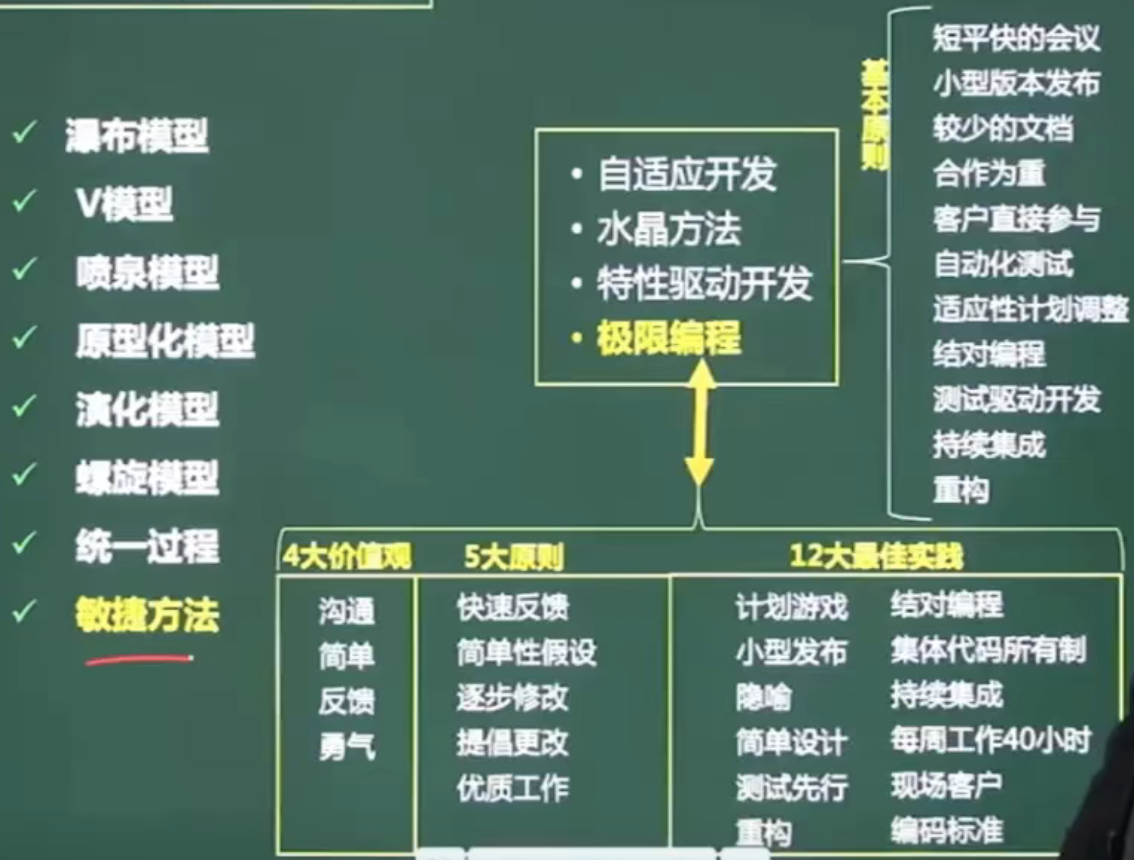 ✓ 瀑布模型
✓ V模型
✓ 喷泉模型
✓ 原型化模型
✓ 演化模型
✓ 螺旋模型
✓ 统一过程
✓ 敏捷方法
• 自适应开发
• 水晶方法
• 特性驱动开发
• 极限编程
基本原则
短平快的会议
小型版本发布
较少的文档
合作为重
客户直接参与
自动化测试
适应性计划调整
结对编程
测试驱动开发
持续集成
重构
4大价值观
沟通
简单
反馈
勇气
5大原则
快速反馈
简单性假设
逐步修改
提倡更改
优质工作
12大最佳实践
计划游戏 结对编程
小型发布 集体代码所有制
隐喻 持续集成
简单设计 每周工作40小时
测试先行 现场客户
重构 编码标准